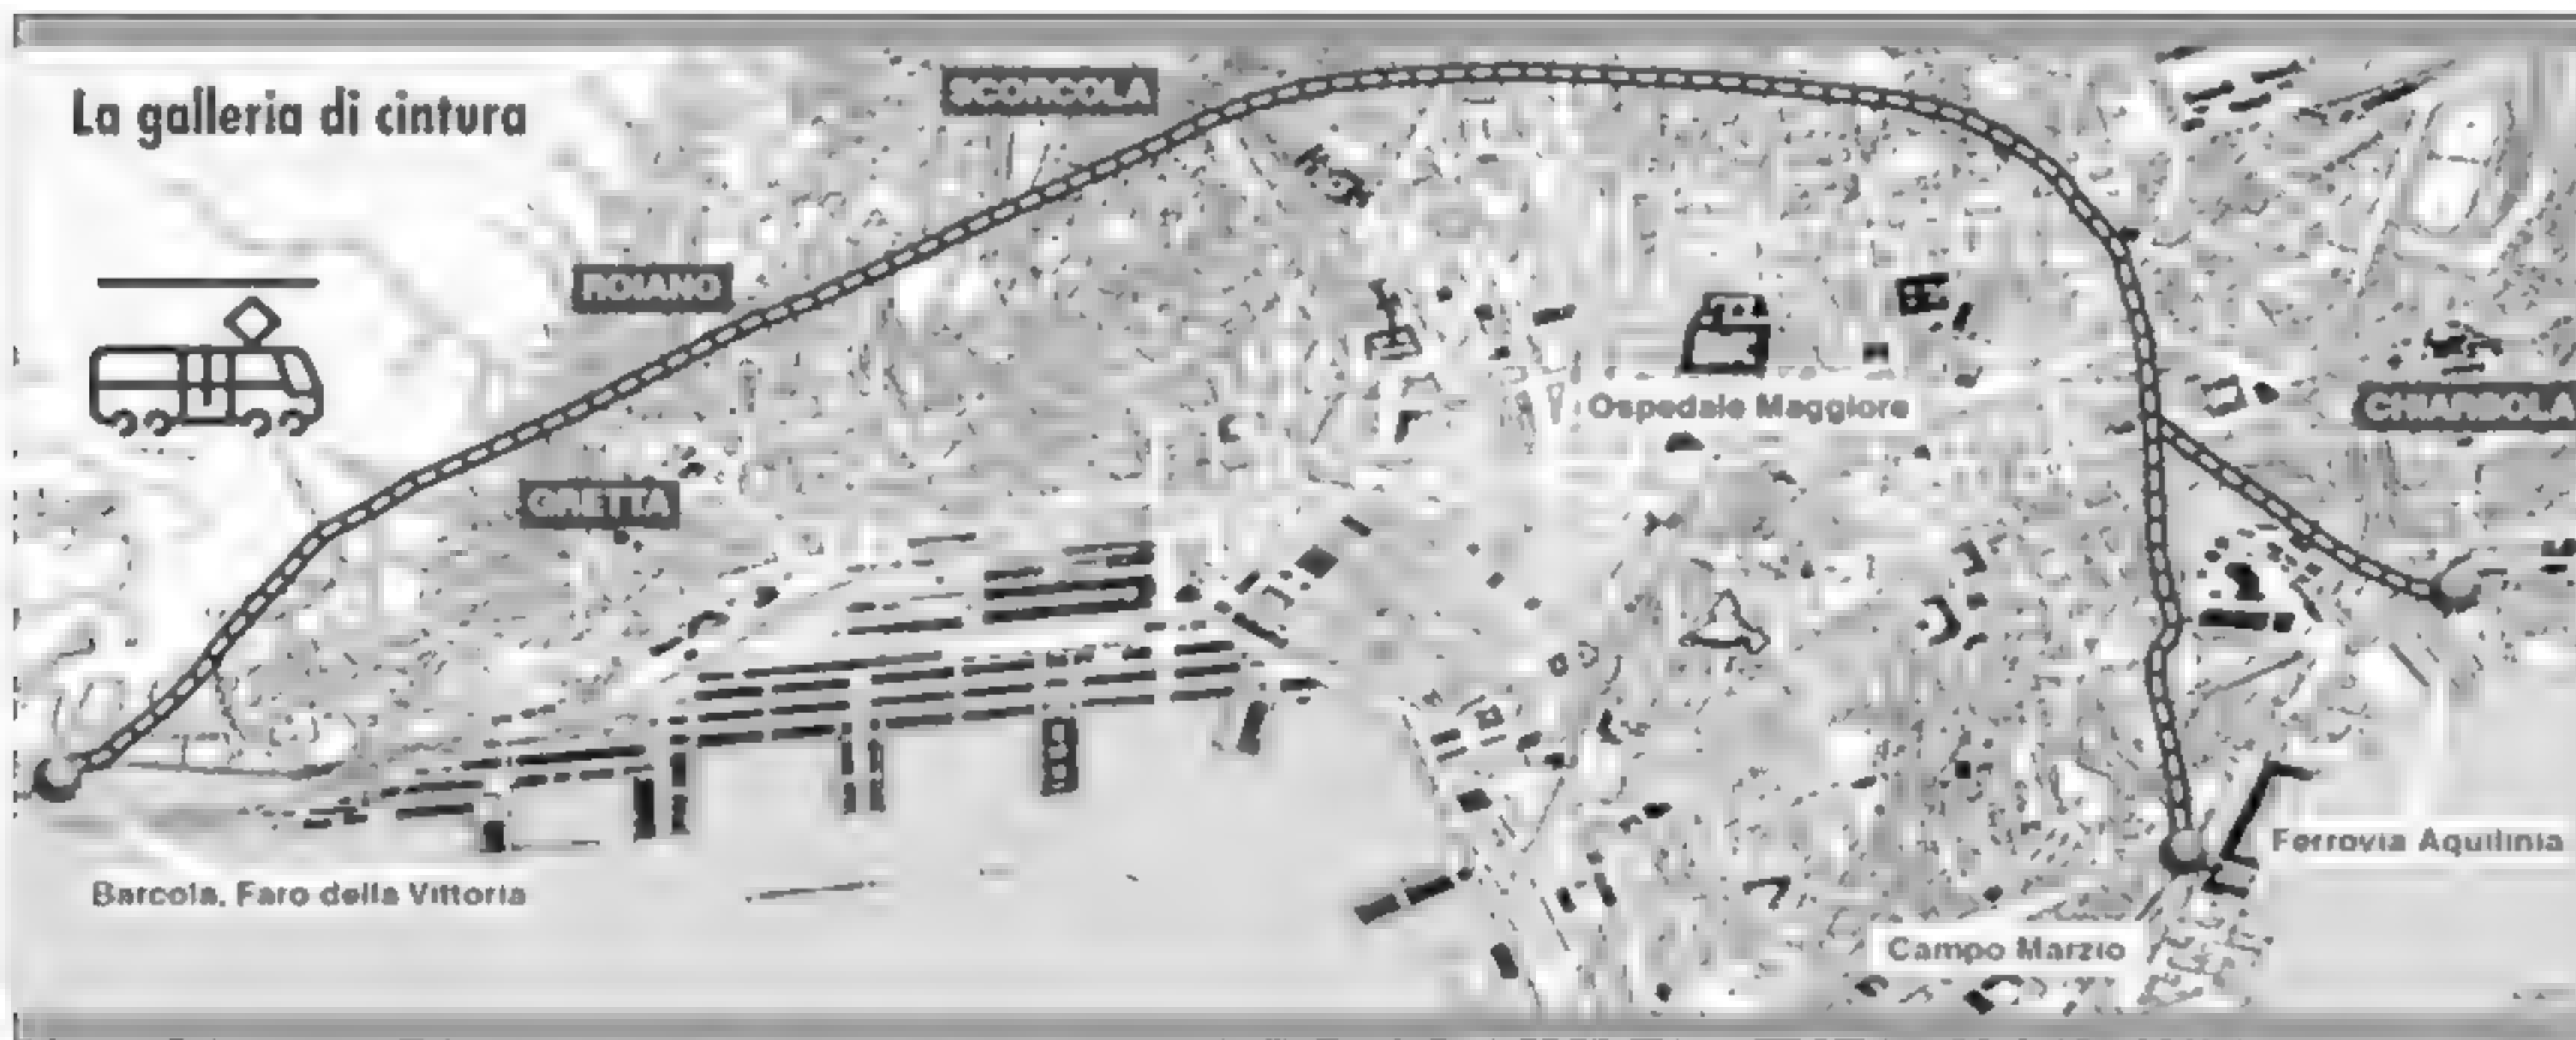 La galleria di cintura
SCORCOLA
ROIANO
GRETTA
Ospedale Maggiore
CHIARBOLA
Barcola, Faro della Vittoria
Ferrovia Aquilinia
Campo Marzio